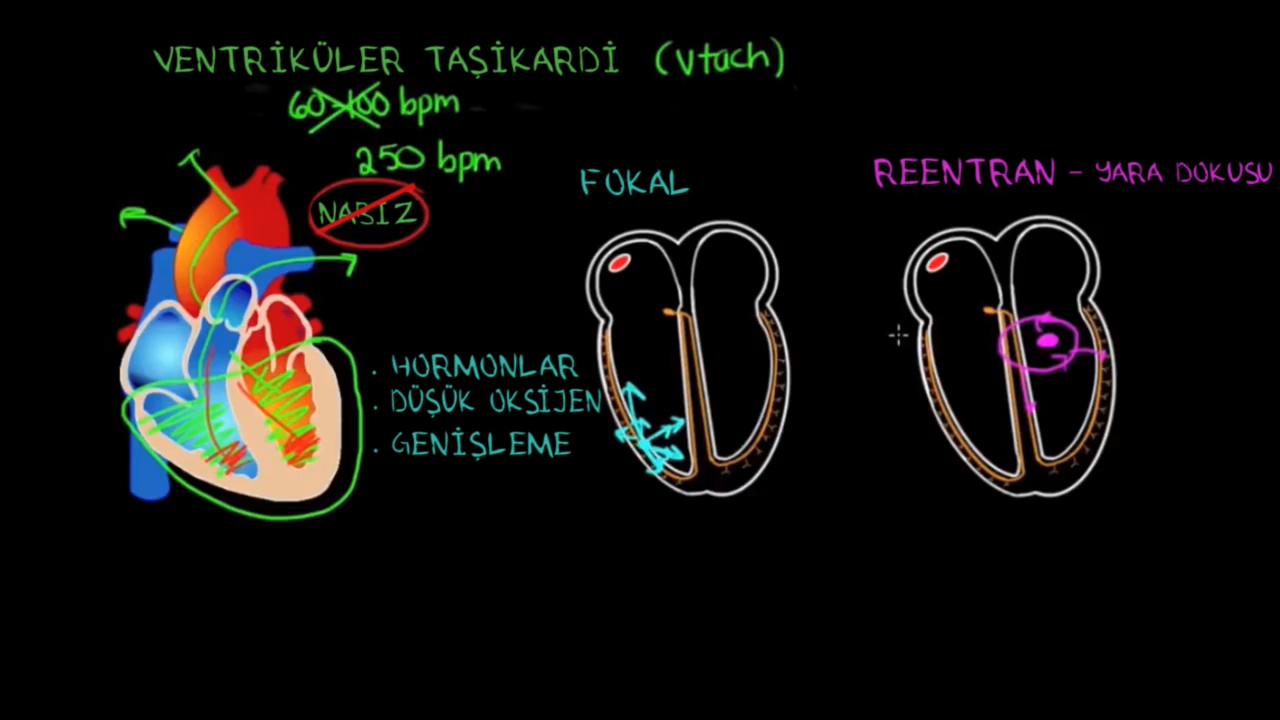 VENTRİKÜLER TAŞİKARDİ (Vtach)
60-100 bpm
250 bpm
NABIZ
FOKAL
REENTRAN - YARA DOKUSU
. HORMONLAR
. DÜŞÜK OKSİJEN
. GENİŞLEME